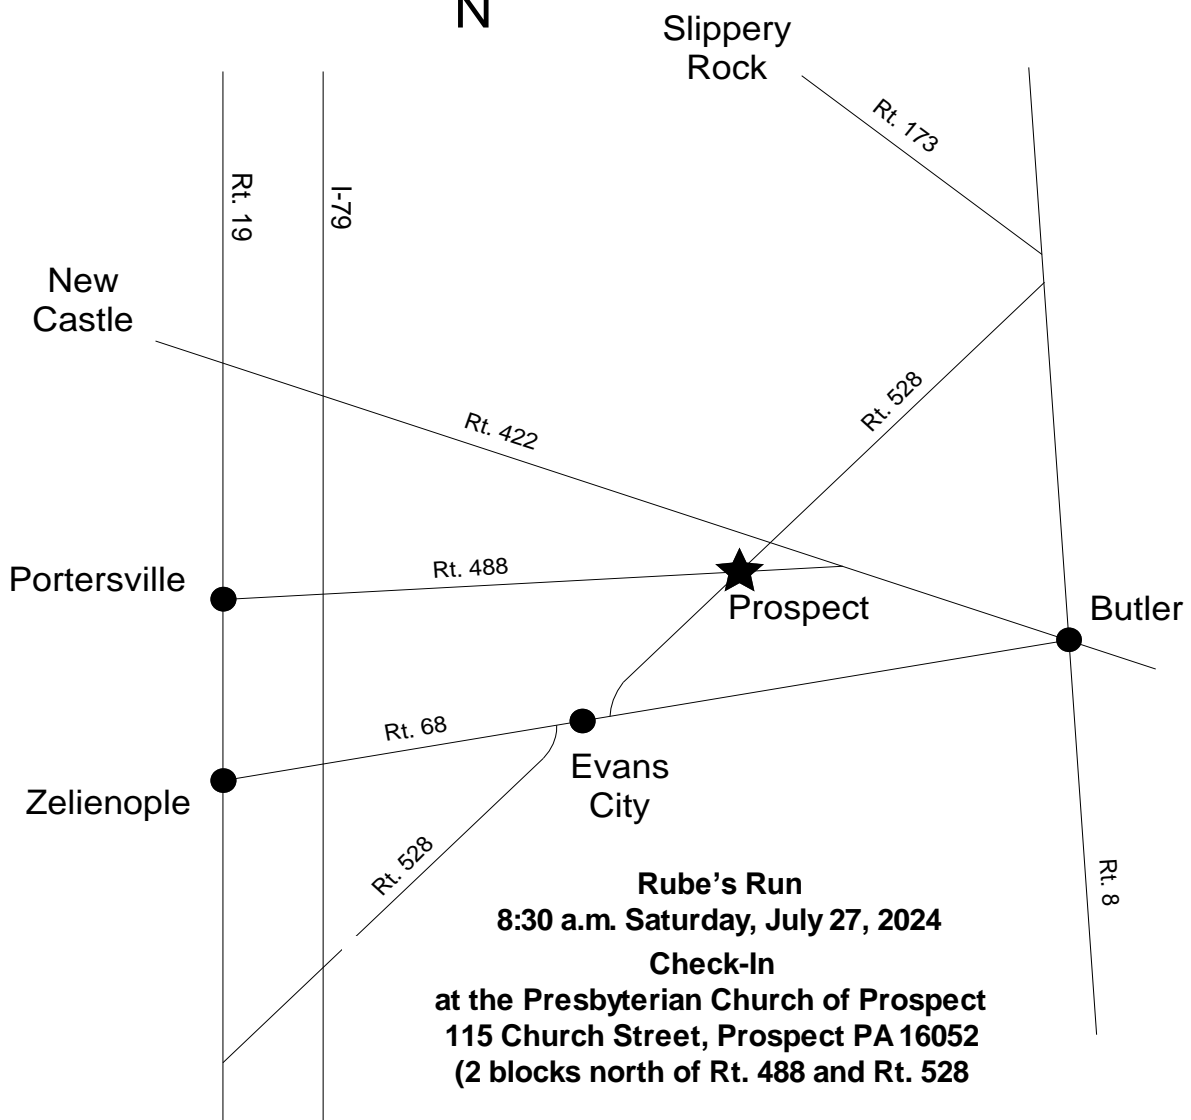 N
Slippery
Rock
Rt. 173
Rt. 19
I-79
New
Castle
Rt. 528
Rt. 422
Rt. 488
Portersville
Prospect
Butler
Rt. 68
Evans
City
Zelienople
Rt. 528
Rt. 8
Rube’s Run
8:30 a.m. Saturday, July 27, 2024
Check-In
at the Presbyterian Church of Prospect
115 Church Street, Prospect PA 16052
(2 blocks north of Rt. 488 and Rt. 528